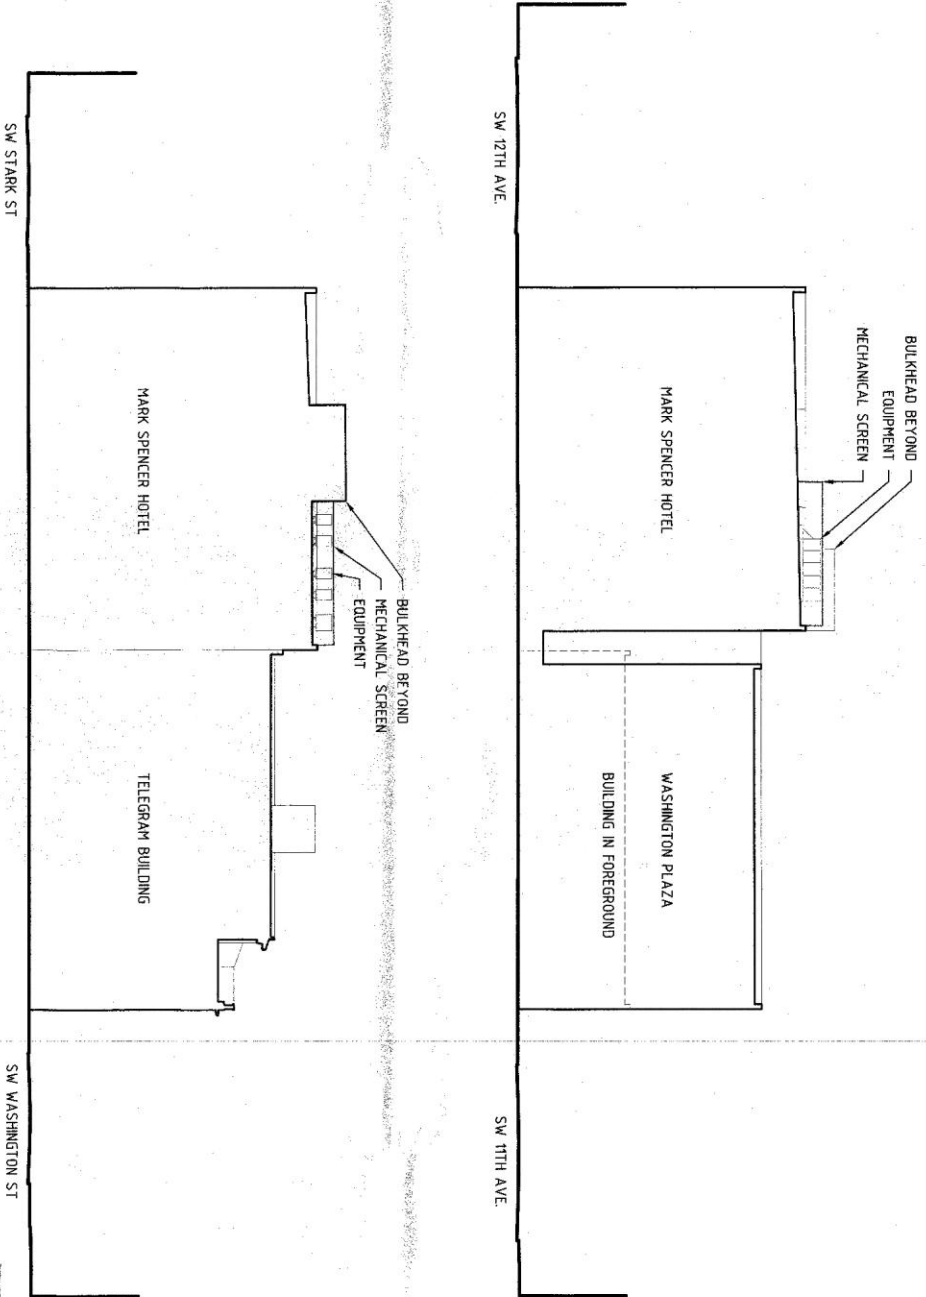 BULKHEAD BEYOND
EQUIPMENT
MECHANICAL SCREEN
MARK SPENCER HOTEL
WASHINGTON PLAZA
BUILDING IN FOREGROUND
SW 12TH AVE.
SW 11TH AVE.
BULKHEAD BEYOND
MECHANICAL SCREEN
EQUIPMENT
MARK SPENCER HOTEL
TELEGRAM BUILDING
SW STARK ST
SW WASHINGTON ST